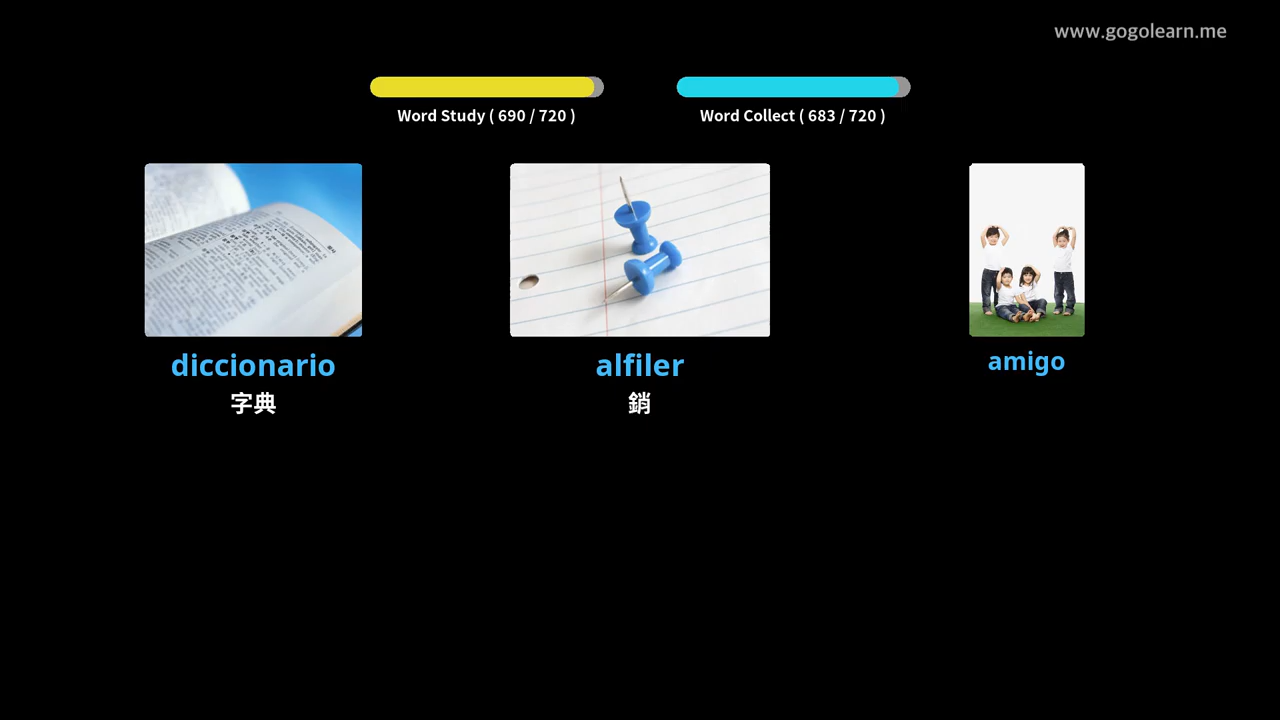 www.gogolearn.me
Word Study ( 690 / 720 )
Word Collect ( 683 / 720 )
diccionario
字典
alfiler
銷
amigo